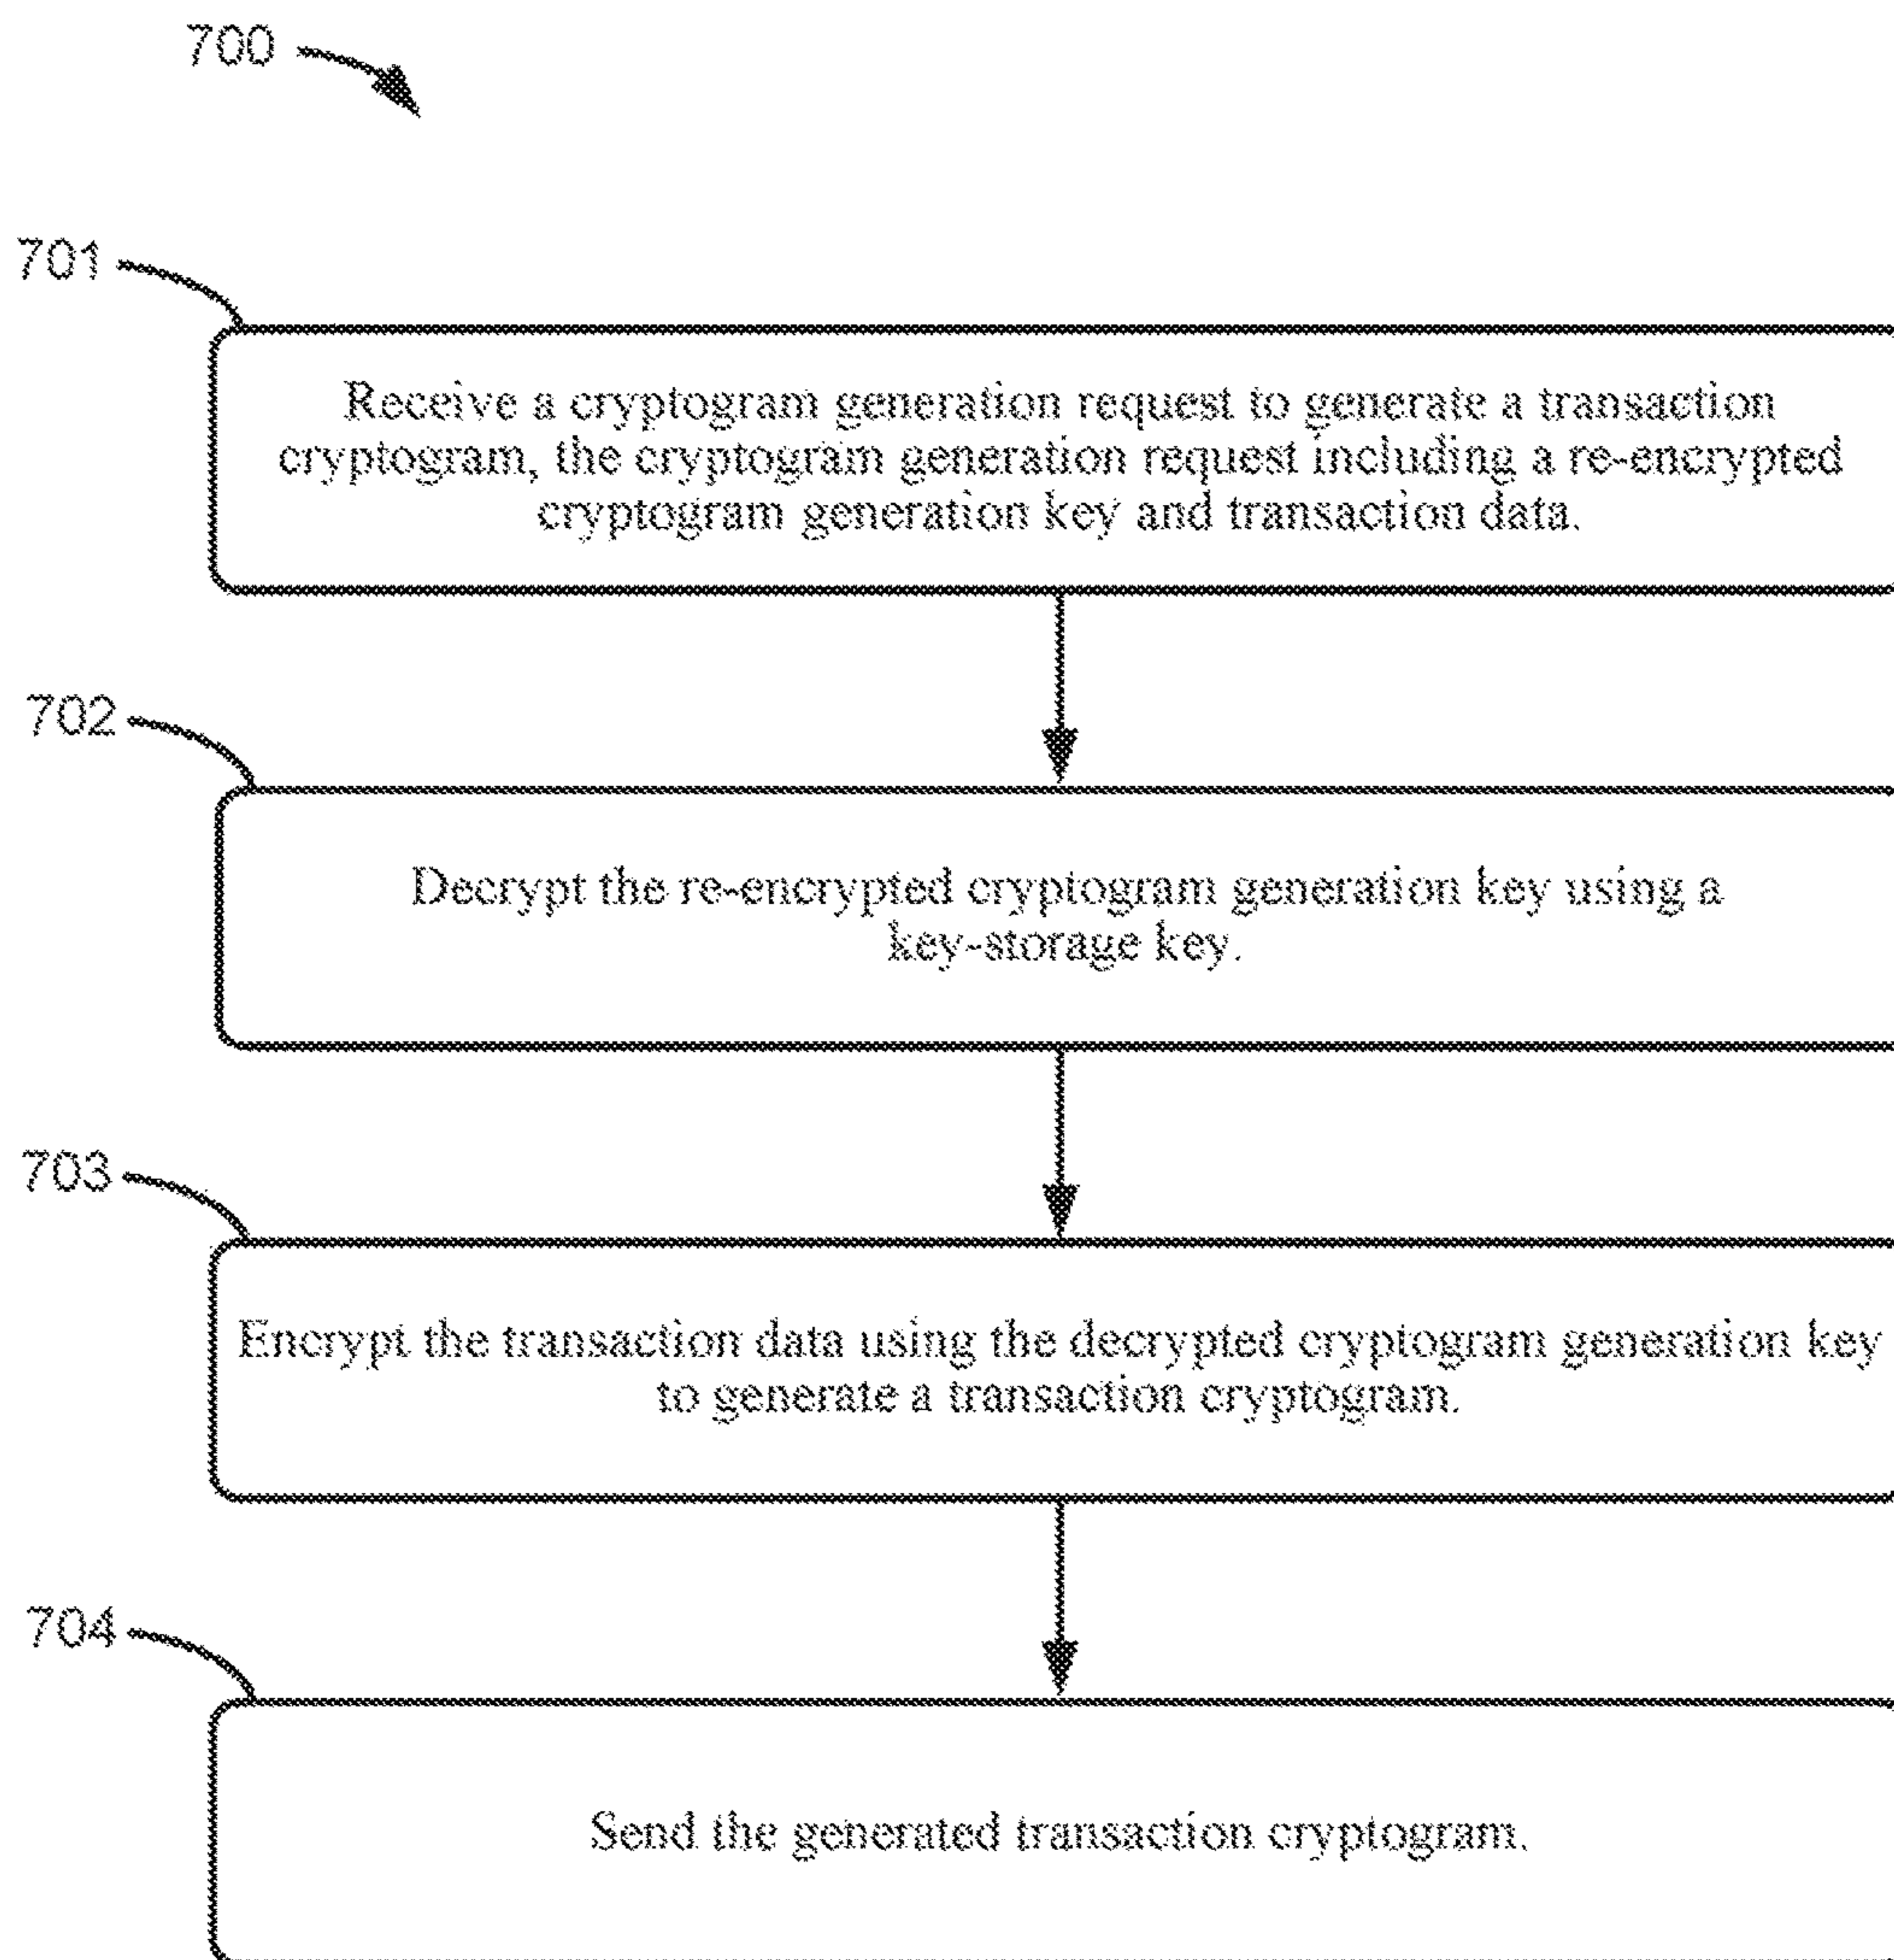 700
701
Receive a cryptogram generation request to generate a transaction
cryptogram, the cryptogram generation request including a re-encrypted
cryptogram generation key and transaction data.
702
Decrypt the re-encrypted cryptogram generation key using a
key-storage key.
703
Encrypt the transaction data using the decrypted cryptogram generation key
to generate a transaction cryptogram.
704
Send the generated transaction cryptogram.